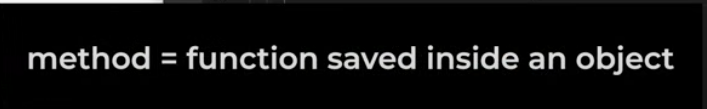 method = function saved inside an object